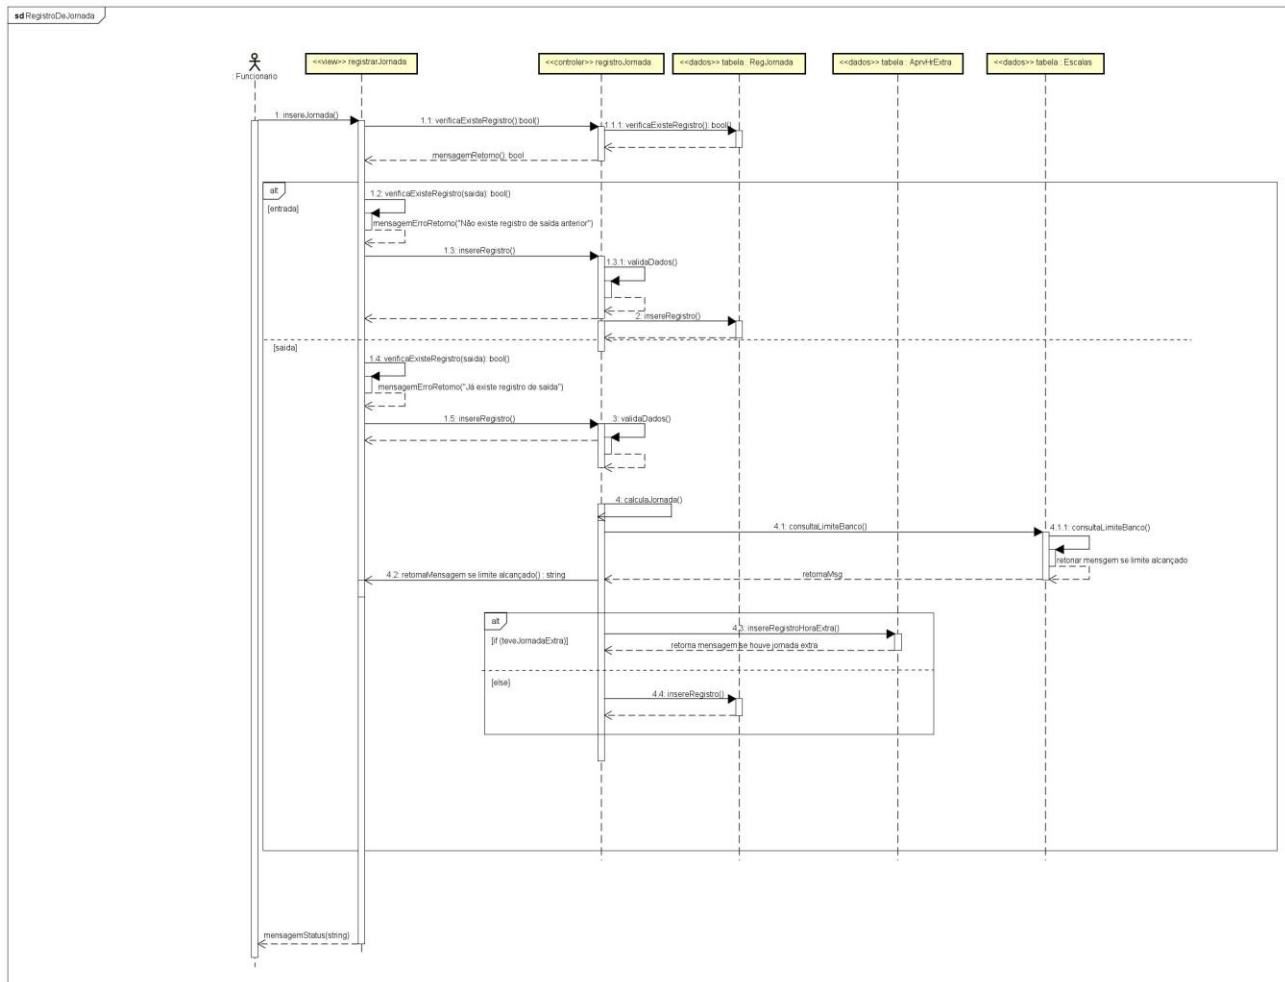 sd RegistroDeJornada
: Funcionario
<<view>> registrarJornada
<<controler>> registroJornada
<<dados>> tabela : RegJornada
<<dados>> tabela : AprvHrExtra
<<dados>> tabela : Escalas
1: insereJornada()
1.1: verificaExisteRegistro():bool()
1.1.1: verificaExisteRegistro(): bool()
mensagemRetorno(): bool
alt
[entrada]
1.2: verificaExisteRegistro(saida): bool()
mensagemErroRetorno("Não existe registro de saída anterior")
1.3: insereRegistro()
1.3.1: validaDados()
2: insereRegistro()
[saida]
1.4: verificaExisteRegistro(saida): bool()
mensagemErroRetorno("Já existe registro de saída")
1.5: insereRegistro()
3: validaDados()
4: calculaJornada()
4.1: consultaLimiteBanco()
4.1.1: consultaLimiteBanco()
retonar mensgem se limite alcançado
4.2: retornaMensagem se limite alcançado() : string
retornaMsg
alt
[if (teveJornadaExtra)]
4.3: insereRegistroHoraExtra()
retorna mensagem se houve jornada extra
[else]
4.4: insereRegistro()
mensagemStatus(string)